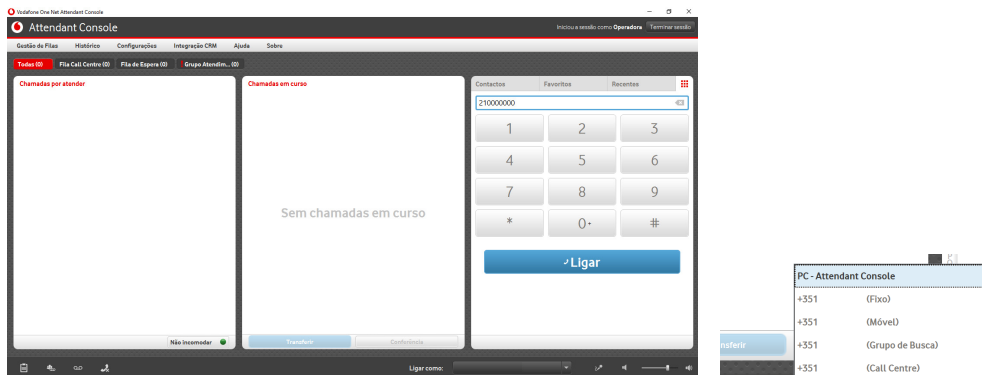 Vodafone One Net Attendant Console
Attendant Console
Iniciou a sessão como Operadora Terminar sessão
Gestão de Filas Histórico Configurações Integração CRM Ajuda Sobre
Todas (0) Fila Call Centre (0) Fila de Espera (0) Grupo Atendim... (0)
Chamadas por atender
Não incomodar
Chamadas em curso
Sem chamadas em curso
Transferir Conferência
Contactos Favoritos Recentes
210000000
1 2 3
4 5 6
7 8 9
* 0 #
Ligar
Ligar como:
nsferir
PC - Attendant Console
+351 (Fixo)
+351 (Móvel)
+351 (Grupo de Busca)
+351 (Call Centre)